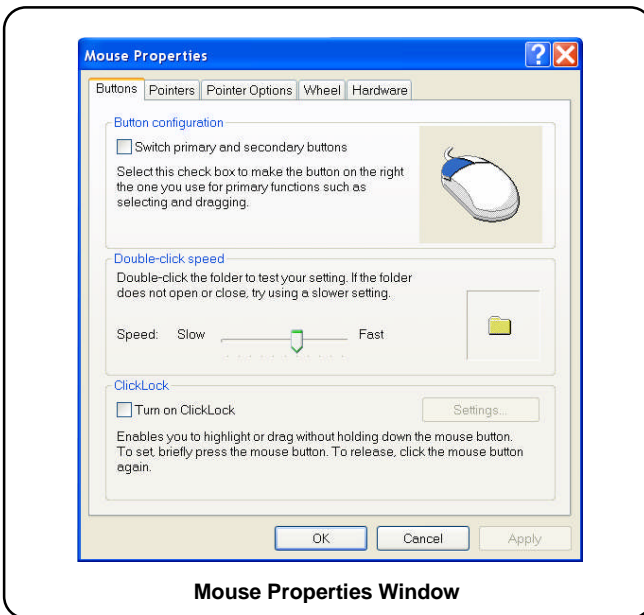 Mouse Properties
Buttons Pointers Pointer Options Wheel Hardware
Button configuration
Switch primary and secondary buttons
Select this check box to make the button on the right
the one you use for primary functions such as
selecting and dragging.
Double-click speed
Double-click the folder to test your setting. If the folder
does not open or close, try using a slower setting.
Speed: Slow Fast
ClickLock
Turn on ClickLock Settings...
Enables you to highlight or drag without holding down the mouse button.
To set, briefly press the mouse button. To release, click the mouse button
again.
OK Cancel Apply
Mouse Properties Window